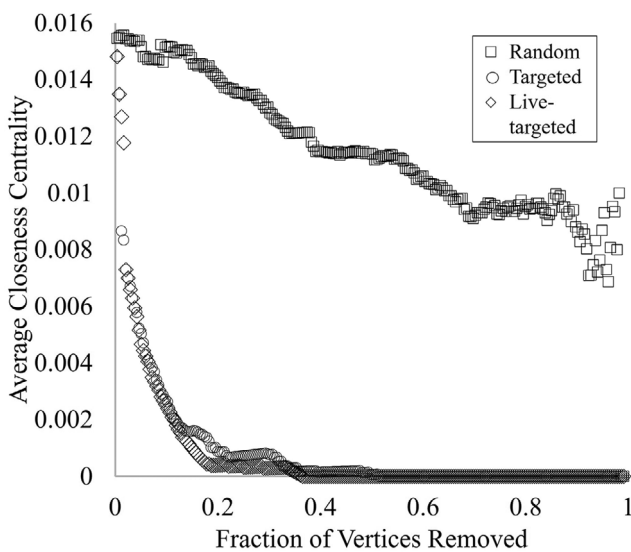 0.016
0.014
0.012
0.01
0.008
0.006
0.004
0.002
0
Average Closeness Centrality
Random
Targeted
Live-
targeted
0 0.2 0.4 0.6 0.8 1
Fraction of Vertices Removed